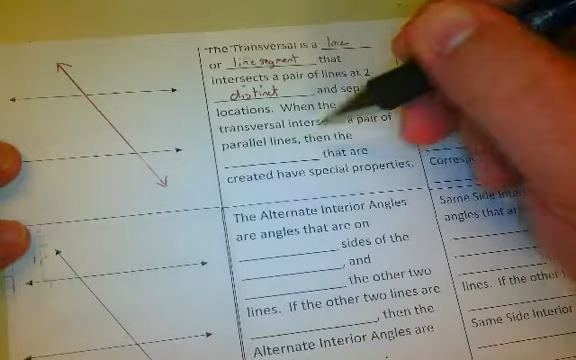 The Transversal is a line
or line segment that
intersects a pair of lines at 2
distinct and sep
locations. When the
transversal inters a pair of
parallel lines, then the
that are
created have special properties.
The Alternate Interior Angles
are angles that are on
sides of the
, and
the other two
lines. If the other two lines are
, then the
Alternate Interior Angles are
Corresp
Same Side Inter
angles that ar
lines. If the other
Same Side Interior